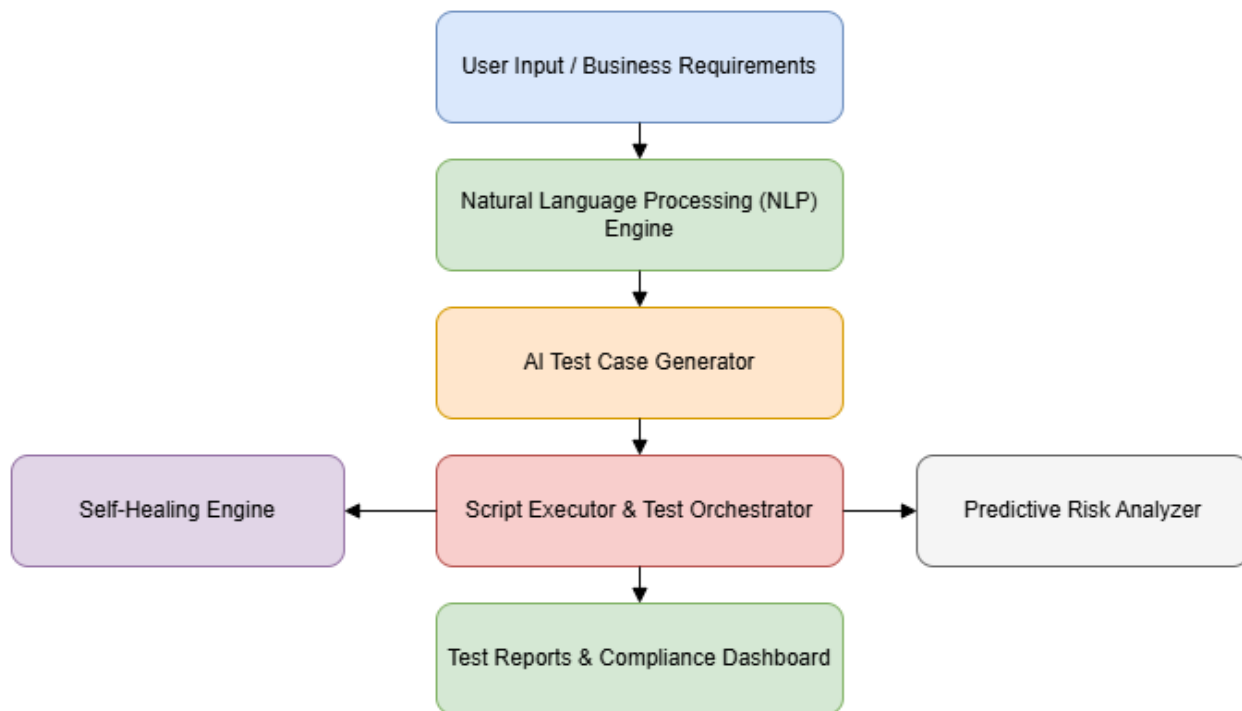 User Input / Business Requirements
Natural Language Processing (NLP)
Engine
AI Test Case Generator
Self-Healing Engine
Script Executor & Test Orchestrator
Predictive Risk Analyzer
Test Reports & Compliance Dashboard